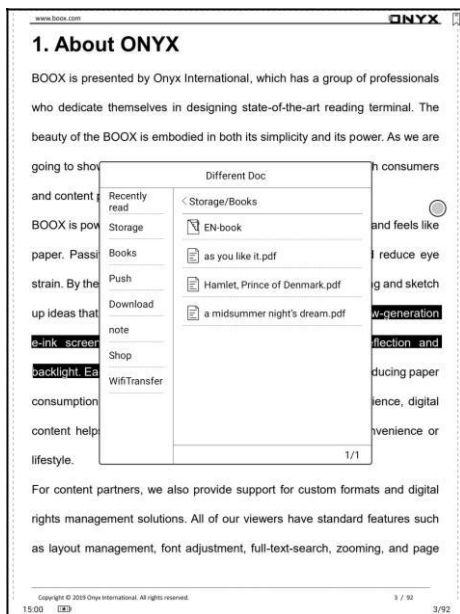 www.boox.com
ONYX
1. About ONYX
BOOX is presented by Onyx International, which has a group of professionals
who dedicate themselves in designing state-of-the-art reading terminal. The
beauty of the BOOX is embodied in both its simplicity and its power. As we are
going to show
h consumers
and content
BOOX is pow
and feels like
paper. Passi
reduce eye
strain. By the
ng and sketch
up ideas that
w-generation
e-ink screen
eflection and
backlight. Ea
ducing paper
consumption
ience, digital
content help
nvenience or
lifestyle.
Different Doc
Recently
read
Storage
Books
Push
Download
note
Shop
WifiTransfer
< Storage/Books
EN-book
as you like it.pdf
Hamlet, Prince of Denmark.pdf
a midsummer night's dream.pdf
1/1
For content partners, we also provide support for custom formats and digital
rights management solutions. All of our viewers have standard features such
as layout management, font adjustment, full-text-search, zooming, and page
Copyright © 2019 Onyx International. All rights reserved.
3 / 92
15:00
3/92